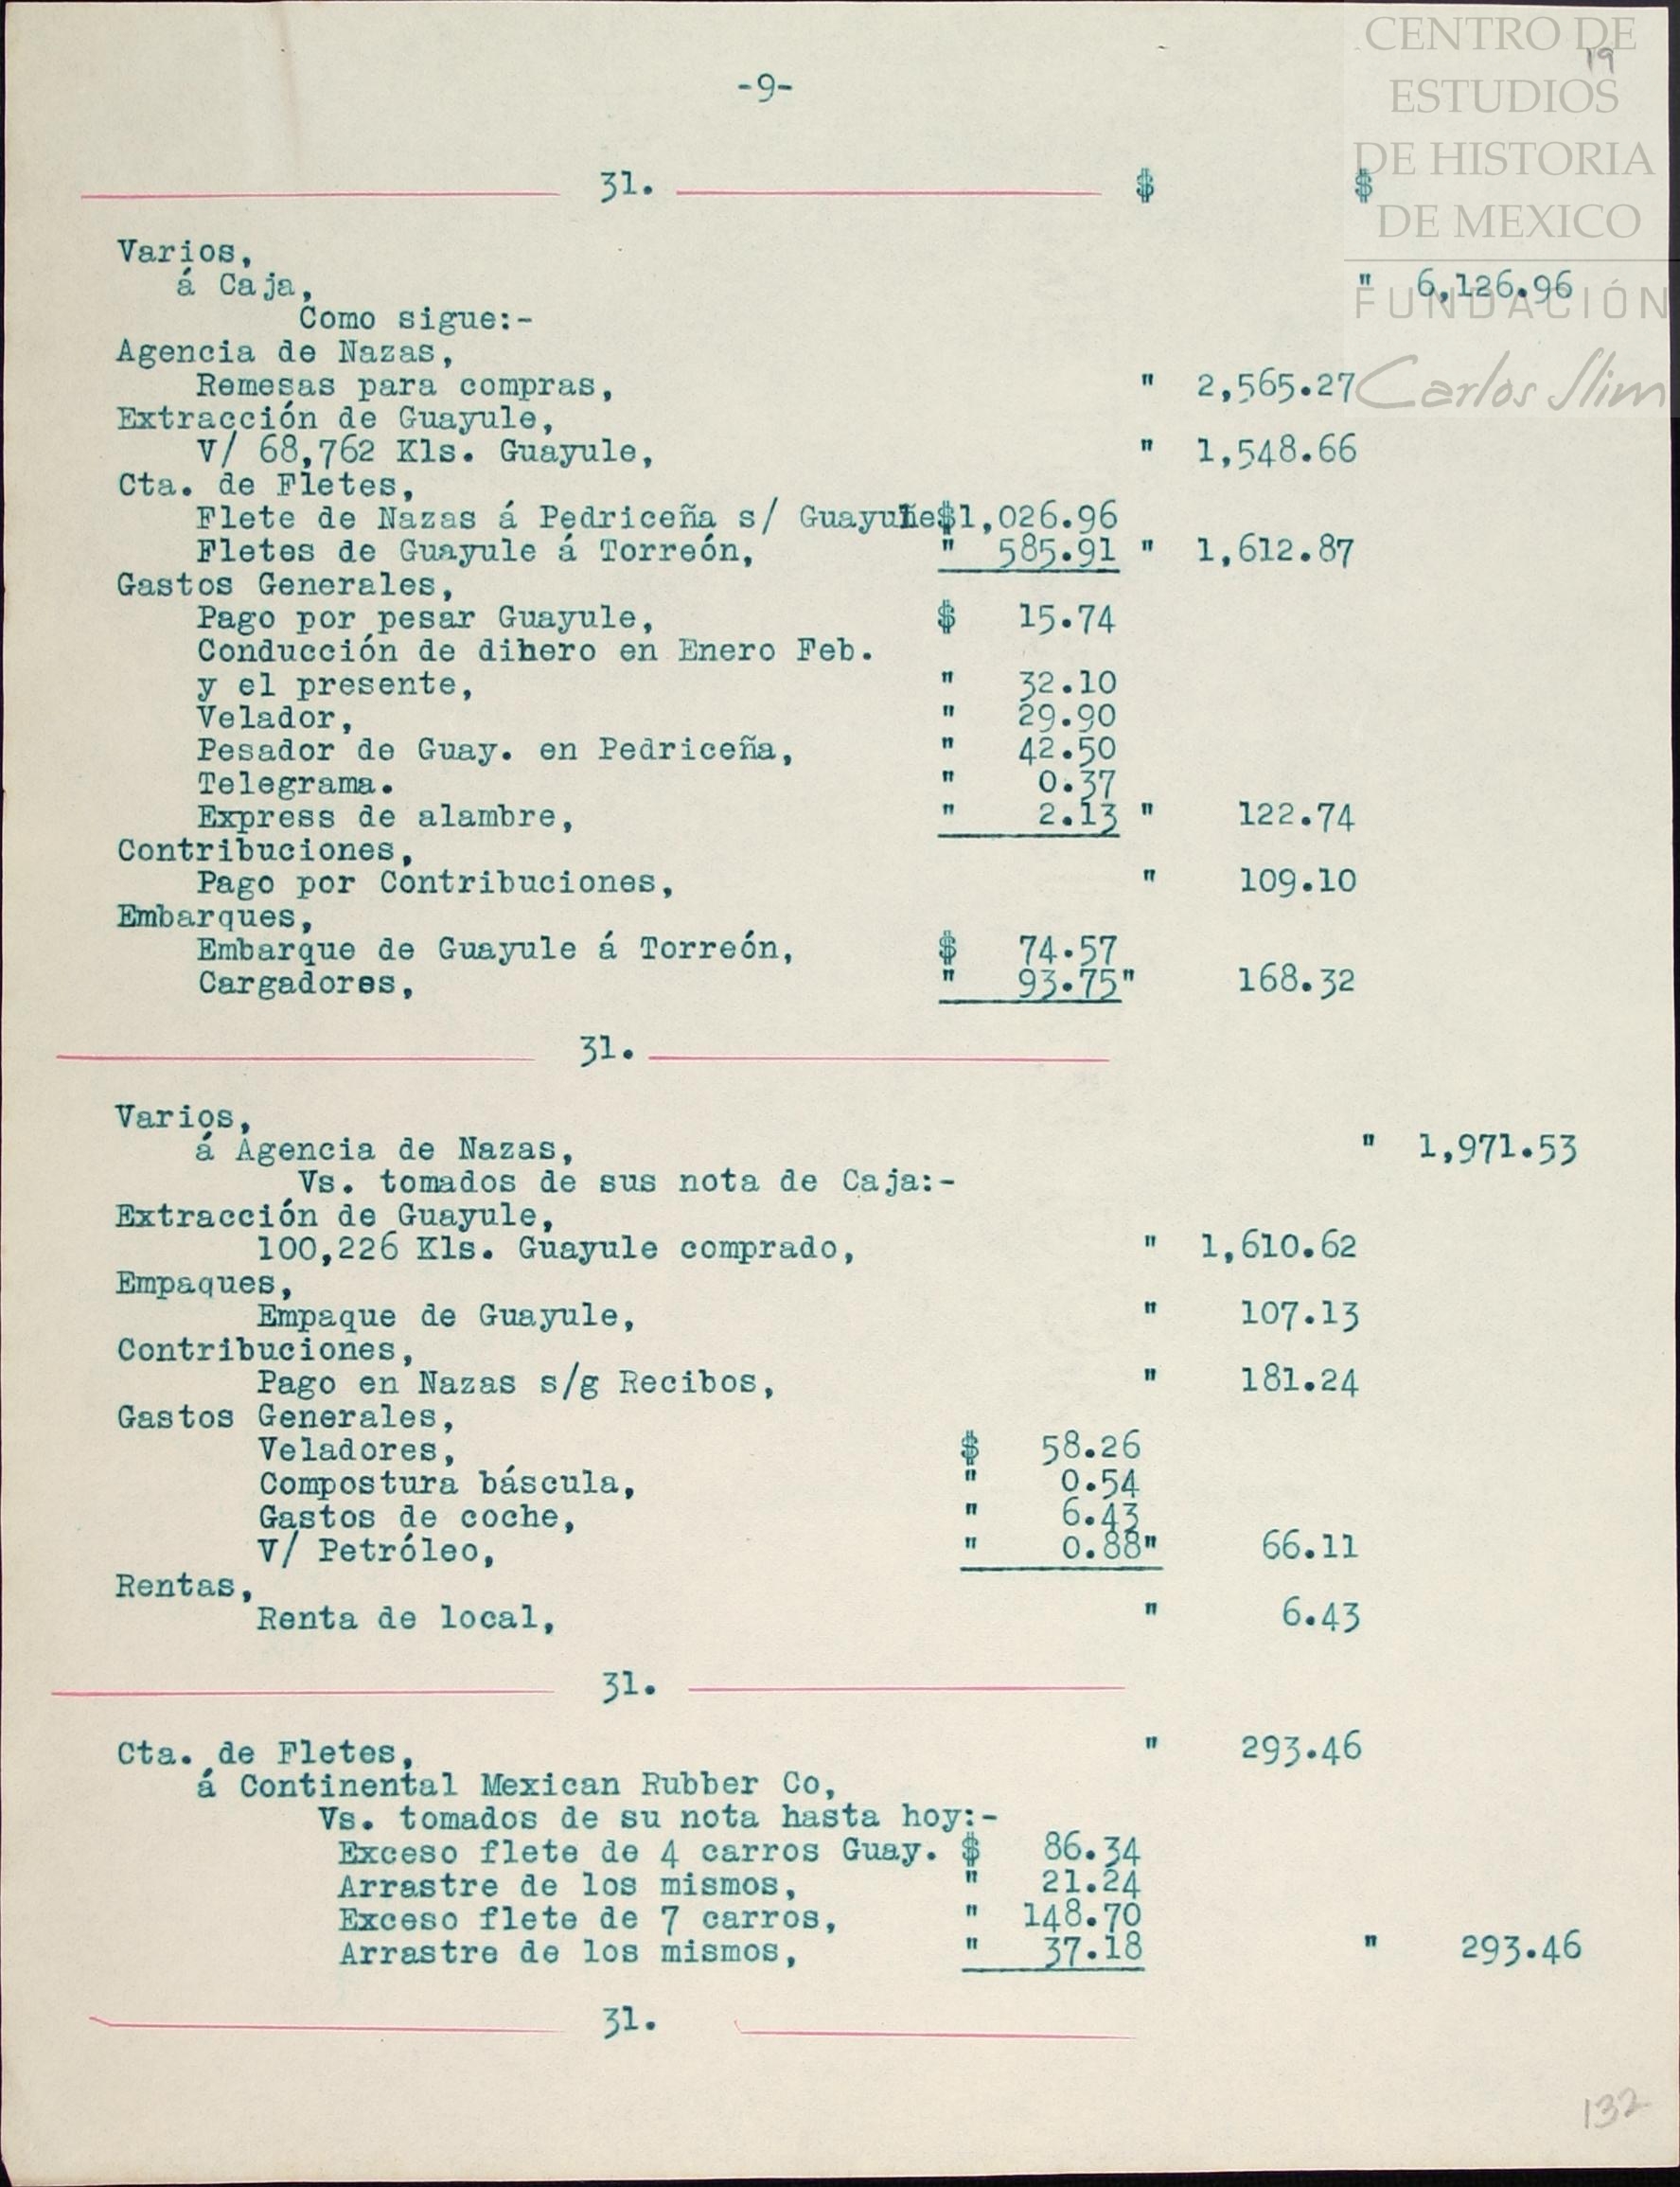 CENTRO DE
ESTUDIOS
DE HISTORIA
DE MEXICO
FUNDACIÓN
Carlos Slim
19
-9-
31. $ $
Varios,
á Caja, " 6,126.96
Como sigue:-
Agencia de Nazas,
Remesas para compras, " 2,565.27
Extracción de Guayule,
V/ 68,762 Kls. Guayule, " 1,548.66
Cta. de Fletes,
Flete de Nazas á Pedriceña s/ Guayule $1,026.96
Fletes de Guayule á Torreón, " 585.91 " 1,612.87
Gastos Generales,
Pago por pesar Guayule, $ 15.74
Conducción de dinero en Enero Feb.
y el presente, " 32.10
Velador, " 29.90
Pesador de Guay. en Pedriceña, " 42.50
Telegrama. " 0.37
Express de alambre, " 2.13 " 122.74
Contribuciones,
Pago por Contribuciones, " 109.10
Embarques,
Embarque de Guayule á Torreón, $ 74.57
Cargadores, " 93.75 " 168.32
31.
Varios,
á Agencia de Nazas, " 1,971.53
Vs. tomados de sus nota de Caja:-
Extracción de Guayule,
100,226 Kls. Guayule comprado, " 1,610.62
Empaques,
Empaque de Guayule, " 107.13
Contribuciones,
Pago en Nazas s/g Recibos, " 181.24
Gastos Generales,
Veladores, $ 58.26
Compostura báscula, " 0.54
Gastos de coche, " 6.43
V/ Petróleo, " 0.88 " 66.11
Rentas,
Renta de local, " 6.43
31.
Cta. de Fletes, " 293.46
á Continental Mexican Rubber Co,
Vs. tomados de su nota hasta hoy:-
Exceso flete de 4 carros Guay. $ 86.34
Arrastre de los mismos, " 21.24
Exceso flete de 7 carros, " 148.70
Arrastre de los mismos, " 37.18 " 293.46
31.
132